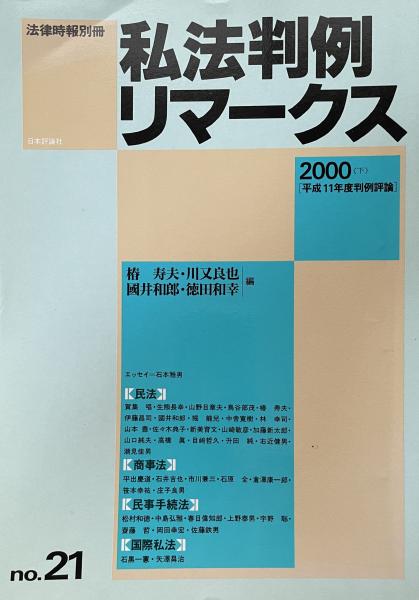 法律時報別冊
私法判例
リマークス
日本評論社
2000〈下〉
[平成11年度判例評論]
椿 寿夫・川又良也
國井和郎・徳田和幸
編
エッセイ=石本雅男
【民法】
賀集 唱・生熊長幸・山野目章夫・鳥谷部茂・椿 寿夫・
伊藤昌司・國井和郎・堀 龍兒・中舎寛樹・林 幸司・
山本 豊・佐々木典子・新美育文・山崎敏彦・加藤新太郎・
山口純夫・高橋 眞・目崎哲久・升田 純・右近健男・
潮見佳男
【商事法】
平出慶道・石井吉也・市川兼三・石原 全・倉澤康一郎・
笹本幸祐・庄子良男
【民事手続法】
松村和徳・中島弘雅・春日偉知郎・上野泰男・宇野 聡・
齋藤 哲・岡田幸宏・佐藤鉄男
【国際私法】
石黒一憲・矢澤曻治
no.21